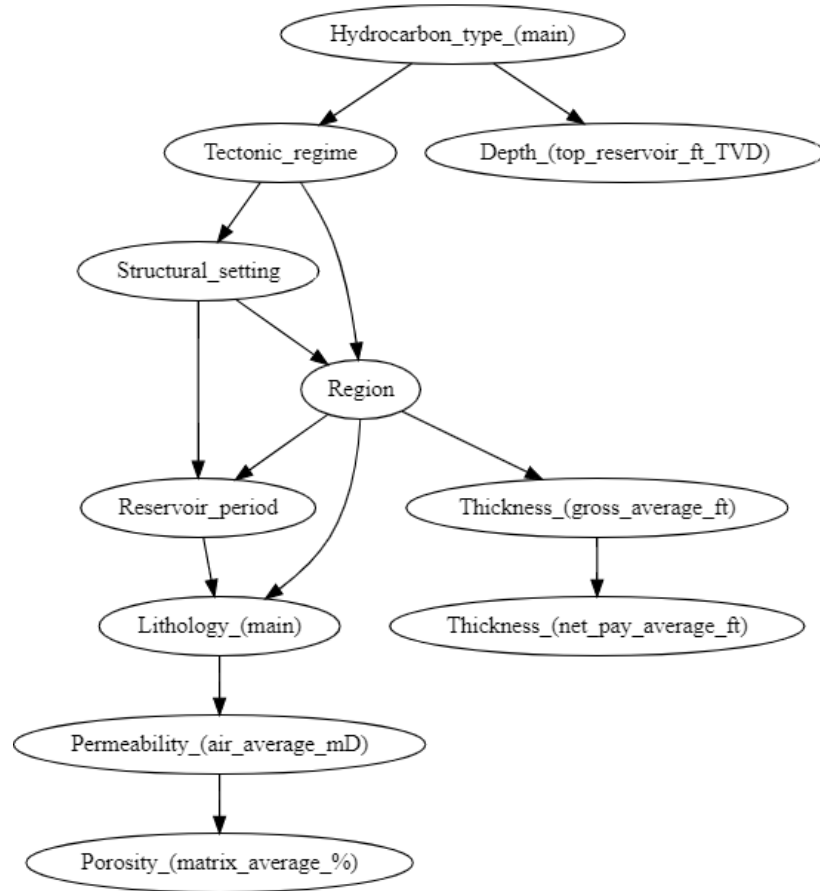 Hydrocarbon_type_(main)
Tectonic_regime
Depth_(top_reservoir_ft_TVD)
Structural_setting
Region
Reservoir_period
Thickness_(gross_average_ft)
Lithology_(main)
Thickness_(net_pay_average_ft)
Permeability_(air_average_mD)
Porosity_(matrix_average_%)